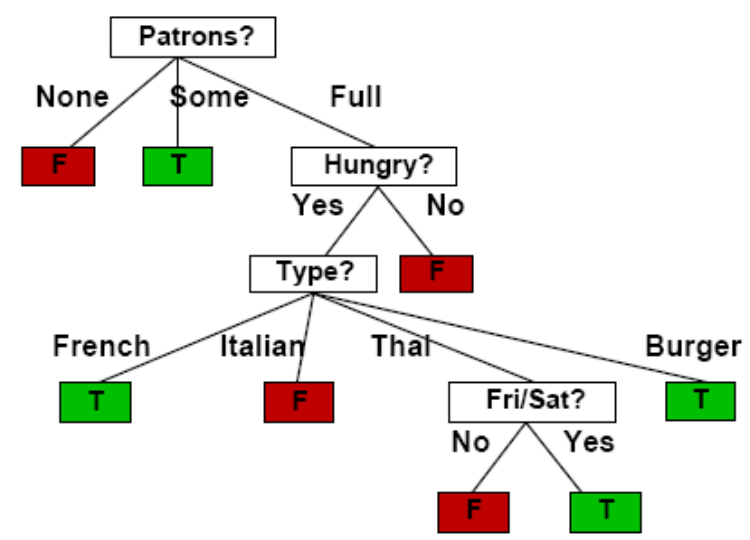 Patrons?
None Some Full
F T Hungry?
Yes No
Type? F
French Italian Thai Burger
T F Fri/Sat? T
No Yes
F T